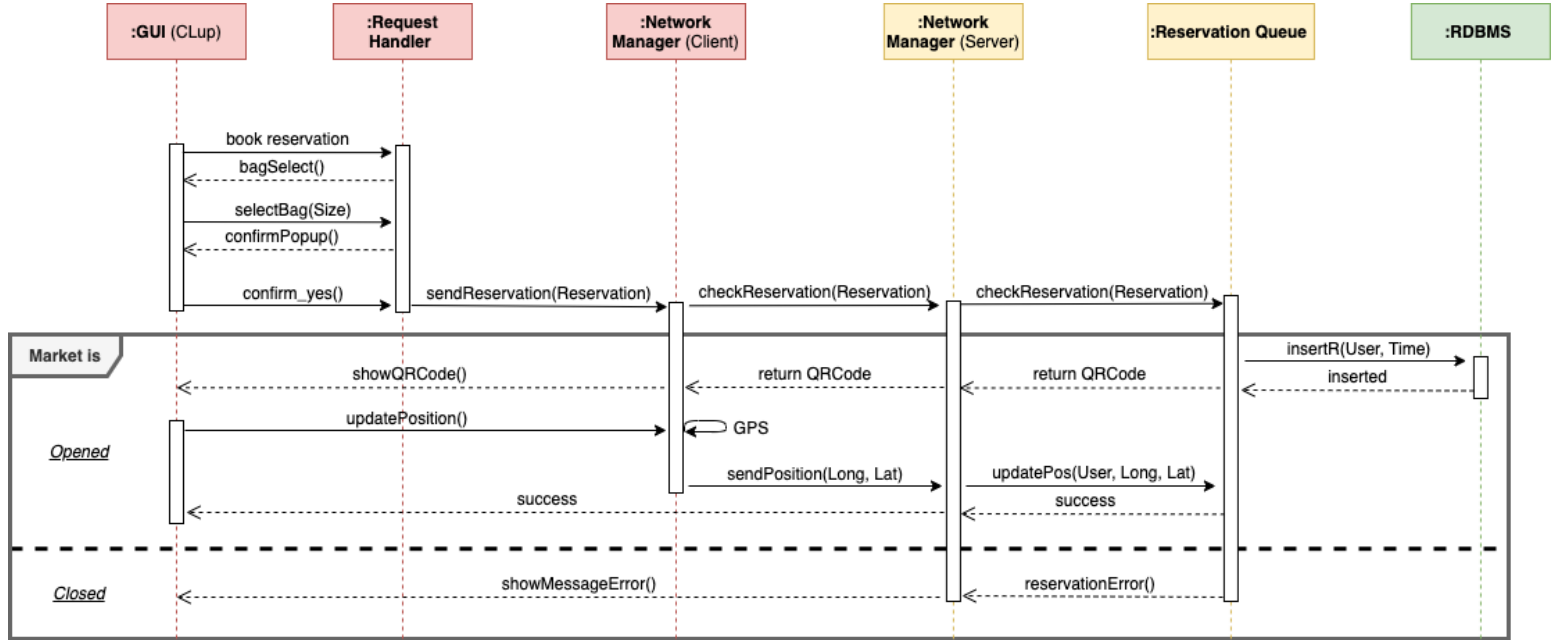 :GUI (CLup)
:Request
Handler
:Network
Manager (Client)
:Network
Manager (Server)
:Reservation Queue
:RDBMS
book reservation
bagSelect()
selectBag(Size)
confirmPopup()
confirm_yes()
sendReservation(Reservation)
checkReservation(Reservation)
checkReservation(Reservation)
Market is
insertR(User, Time)
showQRCode()
return QRCode
return QRCode
inserted
updatePosition()
GPS
Opened
sendPosition(Long, Lat)
updatePos(User, Long, Lat)
success
success
Closed
showMessageError()
reservationError()